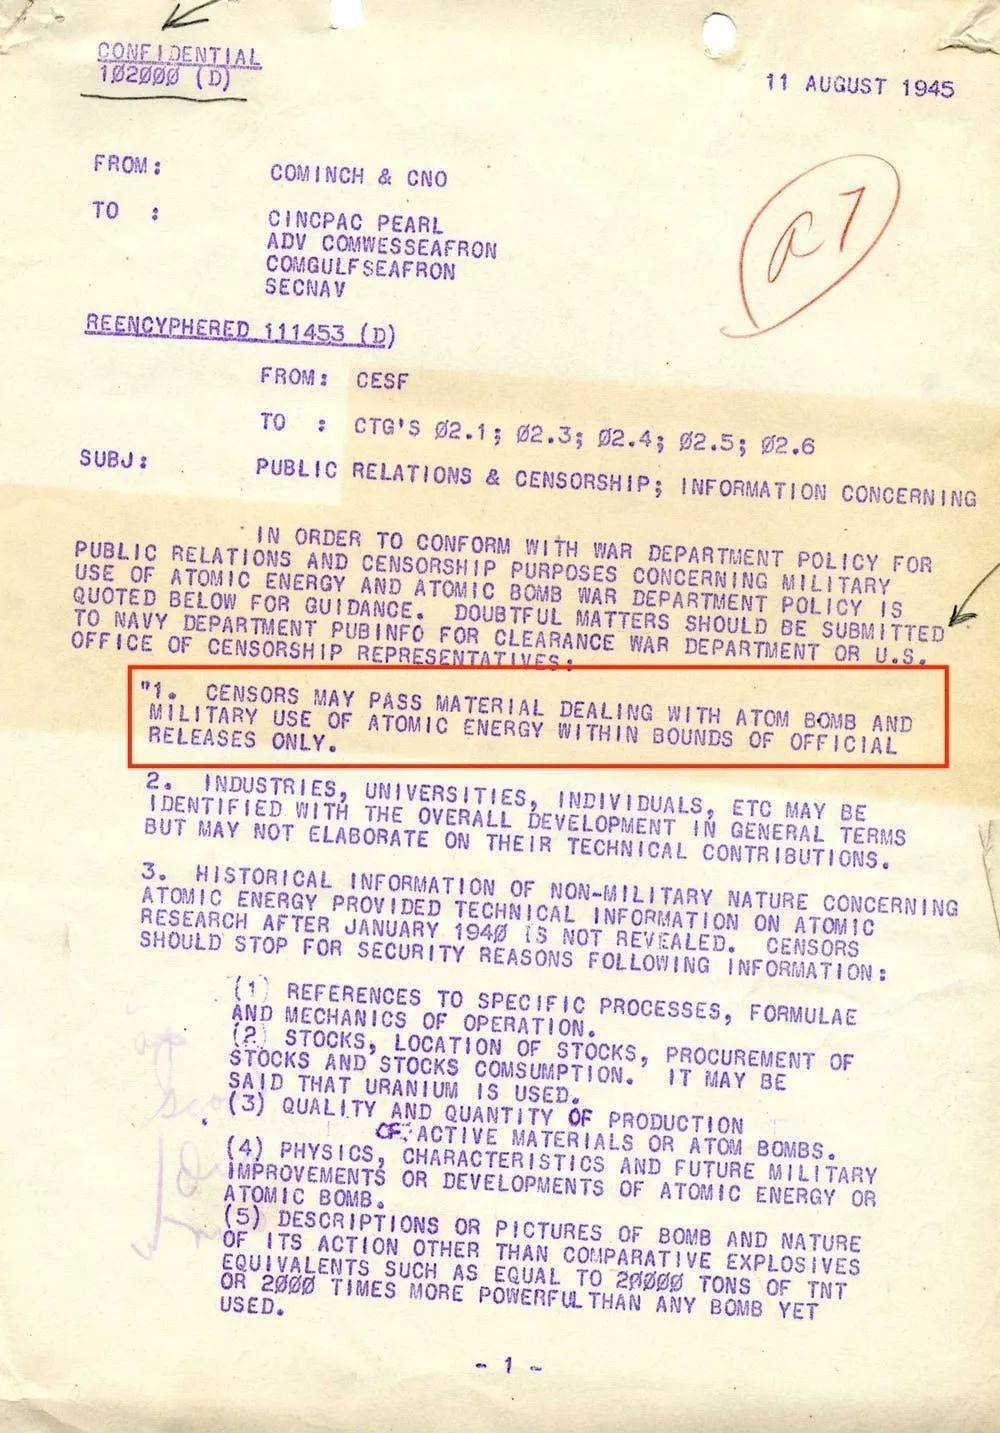 CONFIDENTIAL
1Ø2ØØØ (D)
11 AUGUST 1945
FROM: COMINCH & CNO
a7
TO : CINCPAC PEARL
ADV COMWESSEAFRON
COMGULFSEAFRON
SECNAV
REENCYPHERED 111453 (D)
FROM: CESF
TO : CTG'S Ø2.1; Ø2.3; Ø2.4; Ø2.5; Ø2.6
SUBJ: PUBLIC RELATIONS & CENSORSHIP; INFORMATION CONCERNING
IN ORDER TO CONFORM WITH WAR DEPARTMENT POLICY FOR
PUBLIC RELATIONS AND CENSORSHIP PURPOSES CONCERNING MILITARY
USE OF ATOMIC ENERGY AND ATOMIC BOMB WAR DEPARTMENT POLICY IS
QUOTED BELOW FOR GUIDANCE. DOUBTFUL MATTERS SHOULD BE SUBMITTED
TO NAVY DEPARTMENT PUBINFO FOR CLEARANCE WAR DEPARTMENT OR U.S.
OFFICE OF CENSORSHIP REPRESENTATIVES:
"1. CENSORS MAY PASS MATERIAL DEALING WITH ATOM BOMB AND
MILITARY USE OF ATOMIC ENERGY WITHIN BOUNDS OF OFFICIAL
RELEASES ONLY.
2. INDUSTRIES, UNIVERSITIES, INDIVIDUALS, ETC MAY BE
IDENTIFIED WITH THE OVERALL DEVELOPMENT IN GENERAL TERMS
BUT MAY NOT ELABORATE ON THEIR TECHNICAL CONTRIBUTIONS.
3. HISTORICAL INFORMATION OF NON-MILITARY NATURE CONCERNING
ATOMIC ENERGY PROVIDED TECHNICAL INFORMATION ON ATOMIC
RESEARCH AFTER JANUARY 194Ø IS NOT REVEALED. CENSORS
SHOULD STOP FOR SECURITY REASONS FOLLOWING INFORMATION:
(1) REFERENCES TO SPECIFIC PROCESSES, FORMULAE
AND MECHANICS OF OPERATION.
(2) STOCKS, LOCATION OF STOCKS, PROCUREMENT OF
STOCKS AND STOCKS COMSUMPTION. IT MAY BE
SAID THAT URANIUM IS USED.
(3) QUALITY AND QUANTITY OF PRODUCTION
OF ACTIVE MATERIALS OR ATOM BOMBS.
(4) PHYSICS, CHARACTERISTICS AND FUTURE MILITARY
IMPROVEMENTS OR DEVELOPMENTS OF ATOMIC ENERGY OR
ATOMIC BOMB.
(5) DESCRIPTIONS OR PICTURES OF BOMB AND NATURE
OF ITS ACTION OTHER THAN COMPARATIVE EXPLOSIVES
EQUIVALENTS SUCH AS EQUAL TO 2ØØØØ TONS OF TNT
OR 2ØØØ TIMES MORE POWERFUL THAN ANY BOMB YET
USED.
- 1 -